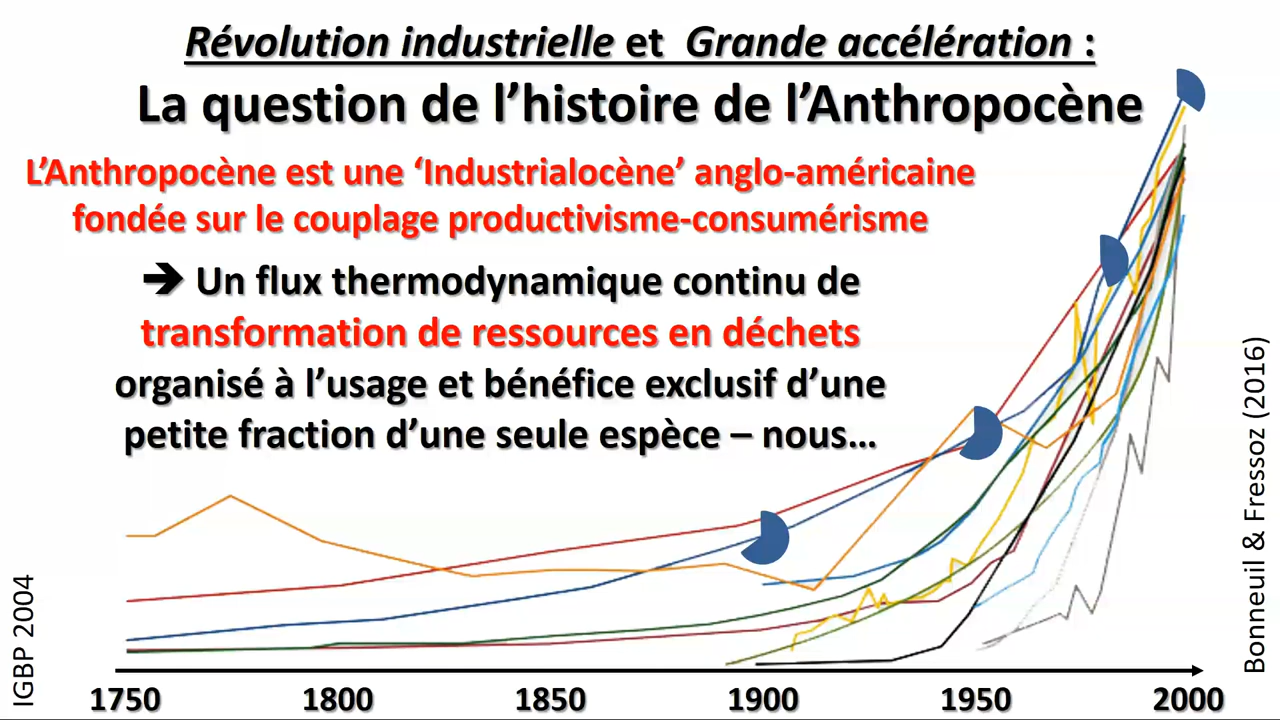 Révolution industrielle et Grande accélération :
La question de l’histoire de l’Anthropocène
L’Anthropocène est une ‘Industrialocène’ anglo-américaine
fondée sur le couplage productivisme-consumérisme
➔ Un flux thermodynamique continu de
transformation de ressources en déchets
organisé à l’usage et bénéfice exclusif d’une
petite fraction d’une seule espèce – nous…
IGBP 2004
Bonneuil & Fressoz (2016)
1750 1800 1850 1900 1950 2000